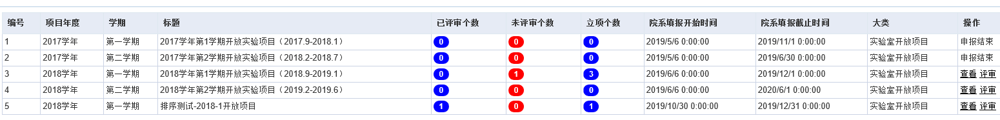 编号 项目年度 学期 标题 已评审个数 未评审个数 立项个数 院系填报开始时间 院系填报截止时间 大类 操作
1 2017学年 第一学期 2017学年第1学期开放实验项目（2017.9-2018.1） 0 0 0 2019/5/6 0:00:00 2019/11/1 0:00:00 实验室开放项目 申报结束
2 2017学年 第二学期 2017学年第2学期开放实验项目（2018.2-2018.7） 0 0 0 2019/5/6 0:00:00 2019/6/30 0:00:00 实验室开放项目 申报结束
3 2018学年 第一学期 2018学年第1学期开放实验项目（2018.9-2019.1） 0 1 3 2019/6/6 0:00:00 2019/12/1 0:00:00 实验室开放项目 查看 评审
4 2018学年 第二学期 2018学年第2学期开放实验项目（2019.2-2019.6） 0 0 0 2019/6/6 0:00:00 2020/6/1 0:00:00 实验室开放项目 查看 评审
5 2018学年 第一学期 排序测试-2018-1开放项目 1 0 1 2019/10/30 0:00:00 2019/12/31 0:00:00 实验室开放项目 查看 评审